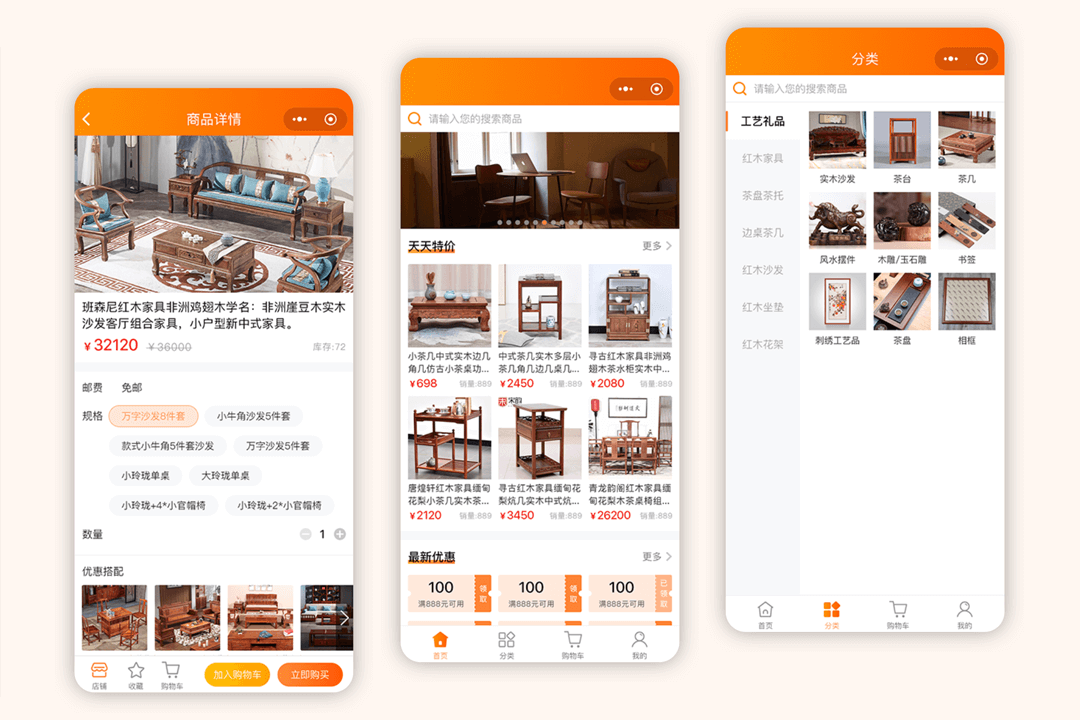 商品详情
班森尼红木家具非洲鸡翅木学名：非洲崖豆木实木
沙发客厅组合家具，小户型新中式家具。
￥32120 ￥36000 库存:72
邮费 免邮
规格 万字沙发8件套 小牛角沙发5件套
款式小牛角5件套沙发 万字沙发5件套
小玲珑单桌 大玲珑单桌
小玲珑+4*小官帽椅 小玲珑+2*小官帽椅
数量 1
优惠搭配
店铺 收藏 购物车 加入购物车 立即购买
请输入您的搜索商品
天天特价 更多
小茶几中式实木边几
角几仿古小茶桌功...
￥698 销量:889
中式茶几实木多层小
茶几角几边几桌几...
￥2450 销量:889
寻古红木家具非洲鸡
翅木茶水柜实木中...
￥2080 销量:889
唐煌轩红木家具缅甸
花梨小茶几实木茶...
￥2120 销量:889
寻古红木家具缅甸花
梨炕几实木中式炕...
￥3450 销量:889
青龙韵阁红木家具缅
甸花梨木茶桌椅组...
￥26200 销量:889
最新优惠 更多
100
满888元可用
领取
100
满888元可用
领取
100
满888元可用
已领取
首页 分类 购物车 我的
分类
请输入您的搜索商品
工艺礼品
红木家具
茶盘茶托
边桌茶几
红木沙发
红木坐垫
红木花架
实木沙发 茶台 茶几
风水摆件 木雕/玉石雕 书签
刺绣工艺品 茶盘 相框
首页 分类 购物车 我的